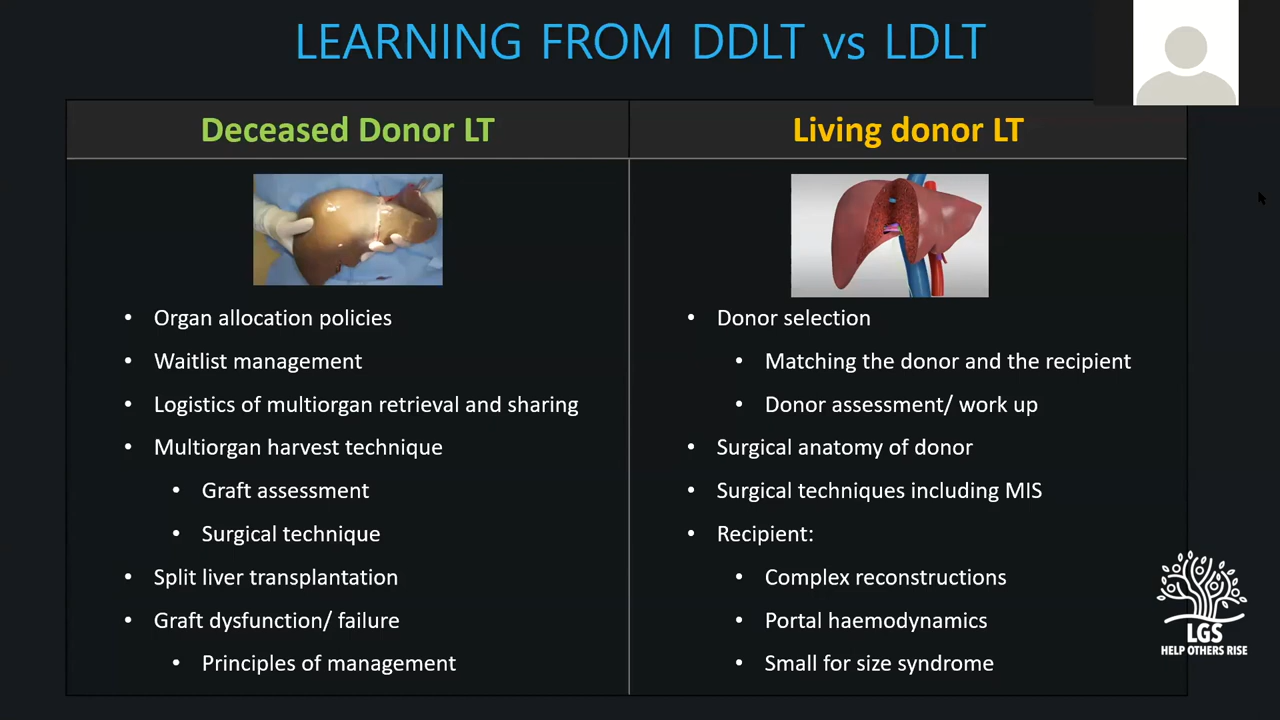 LEARNING FROM DDLT vs LDLT
Deceased Donor LT
Organ allocation policies
Waitlist management
Logistics of multiorgan retrieval and sharing
Multiorgan harvest technique
Graft assessment
Surgical technique
Split liver transplantation
Graft dysfunction/ failure
Principles of management
Living donor LT
Donor selection
Matching the donor and the recipient
Donor assessment/ work up
Surgical anatomy of donor
Surgical techniques including MIS
Recipient:
Complex reconstructions
Portal haemodynamics
Small for size syndrome
LGS
HELP OTHERS RISE